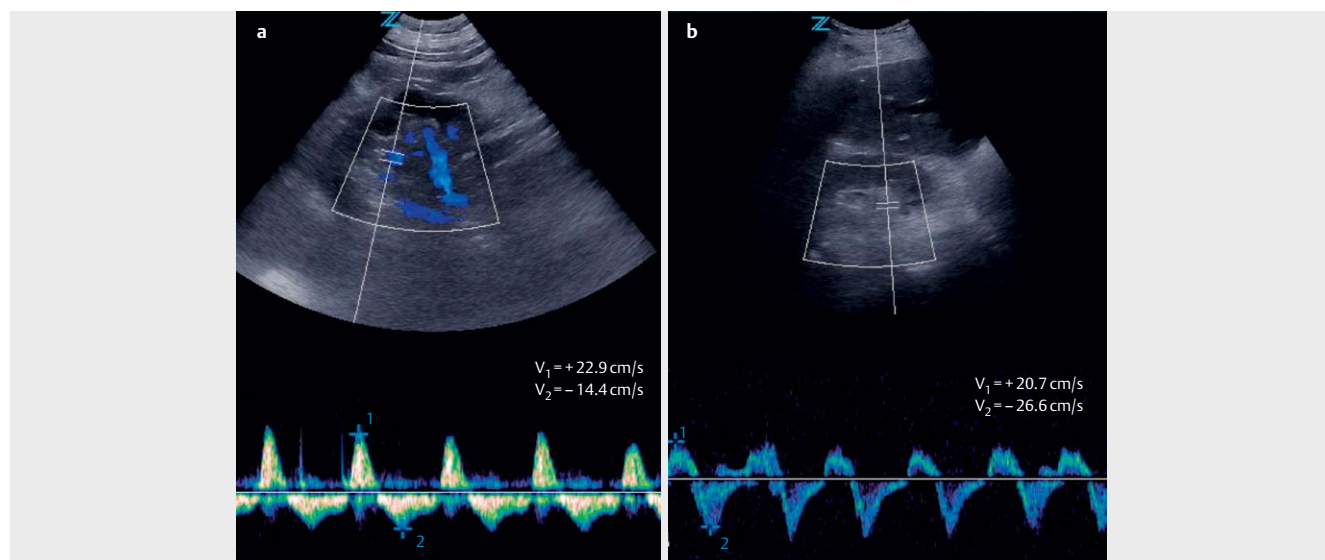 a
Z
V1 = + 22.9 cm/s
V2 = – 14.4 cm/s
1
2
b
Z
V1 = + 20.7 cm/s
V2 = – 26.6 cm/s
1
2